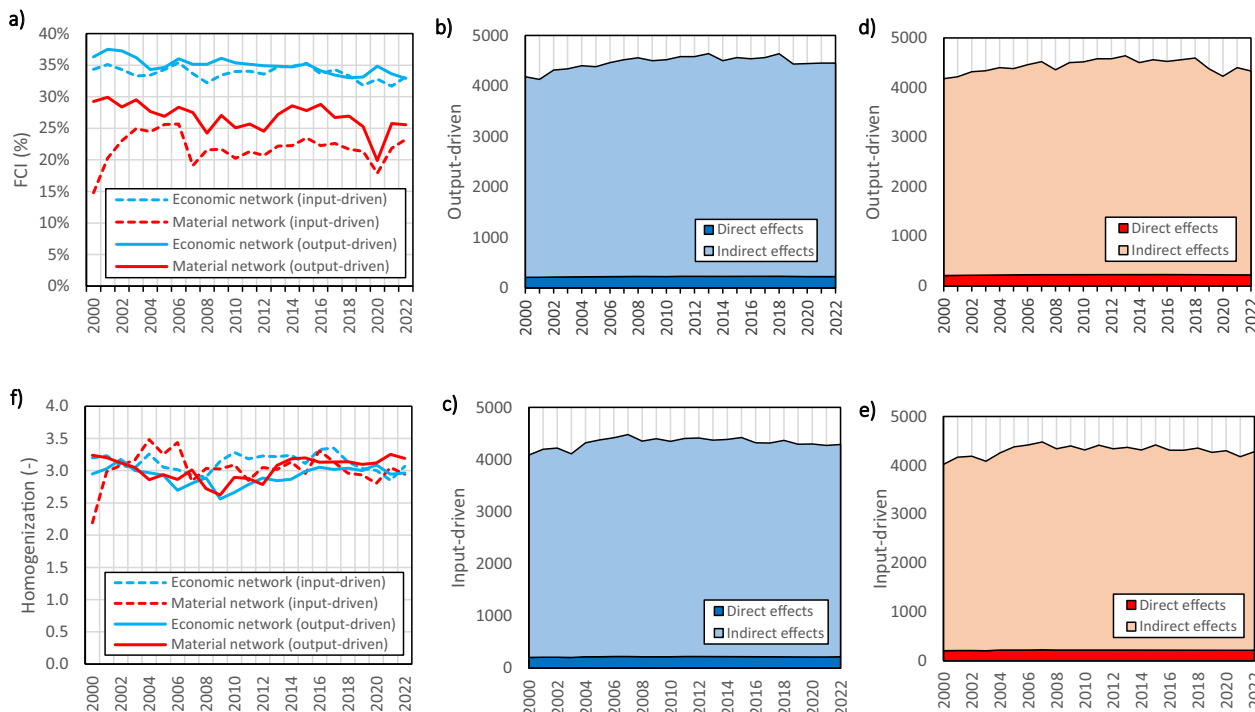 a)
40%
35%
30%
25%
20%
15%
10%
5%
0%
FCI (%)
Economic network (input-driven)
Material network (input-driven)
Economic network (output-driven)
Material network (output-driven)
2000 2002 2004 2006 2008 2010 2012 2014 2016 2018 2020 2022
b)
5000
4000
3000
2000
1000
0
Output-driven
Direct effects
Indirect effects
2000 2002 2004 2006 2008 2010 2012 2014 2016 2018 2020 2022
d)
5000
4000
3000
2000
1000
0
Output-driven
Direct effects
Indirect effects
2000 2002 2004 2006 2008 2010 2012 2014 2016 2018 2020 2022
f)
4.0
3.5
3.0
2.5
2.0
1.5
1.0
0.5
0.0
Homogenization (-)
Economic network (input-driven)
Material network (input-driven)
Economic network (output-driven)
Material network (output-driven)
2000 2002 2004 2006 2008 2010 2012 2014 2016 2018 2020 2022
c)
5000
4000
3000
2000
1000
0
Input-driven
Direct effects
Indirect effects
2000 2002 2004 2006 2008 2010 2012 2014 2016 2018 2020 2022
e)
5000
4000
3000
2000
1000
0
Input-driven
Direct effects
Indirect effects
2000 2002 2004 2006 2008 2010 2012 2014 2016 2018 2020 2022